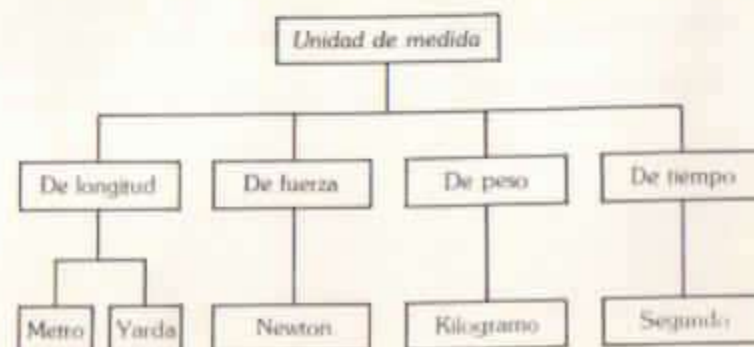 Unidad de medida
De longitud De fuerza De peso De tiempo
Metro Yarda Newton Kilogramo Segundo